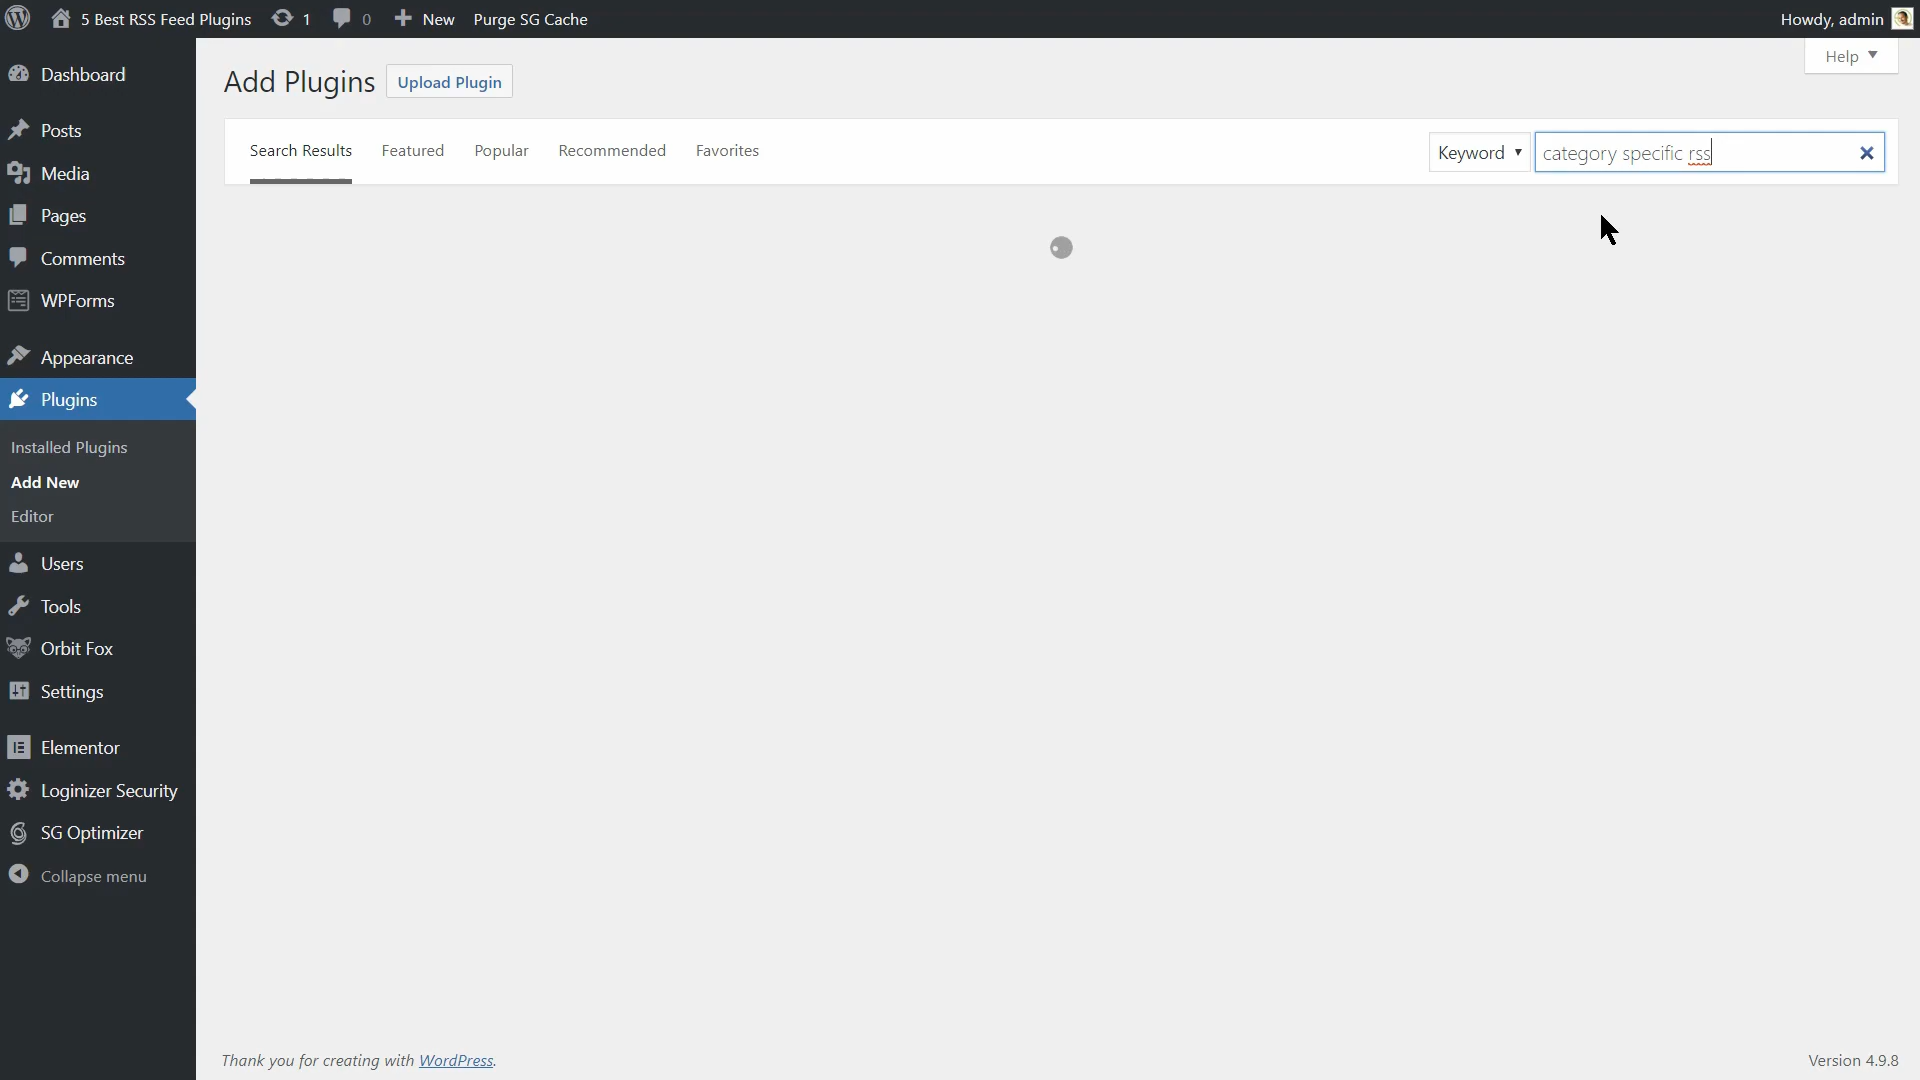 5 Best RSS Feed Plugins 1 0 New Purge SG Cache Howdy, admin
Help
Dashboard
Posts
Media
Pages
Comments
WPForms
Appearance
Plugins
Installed Plugins
Add New
Editor
Users
Tools
Orbit Fox
Settings
Elementor
Loginizer Security
SG Optimizer
Collapse menu
Add Plugins Upload Plugin
Search Results Featured Popular Recommended Favorites Keyword category specific rss
Thank you for creating with WordPress. Version 4.9.8